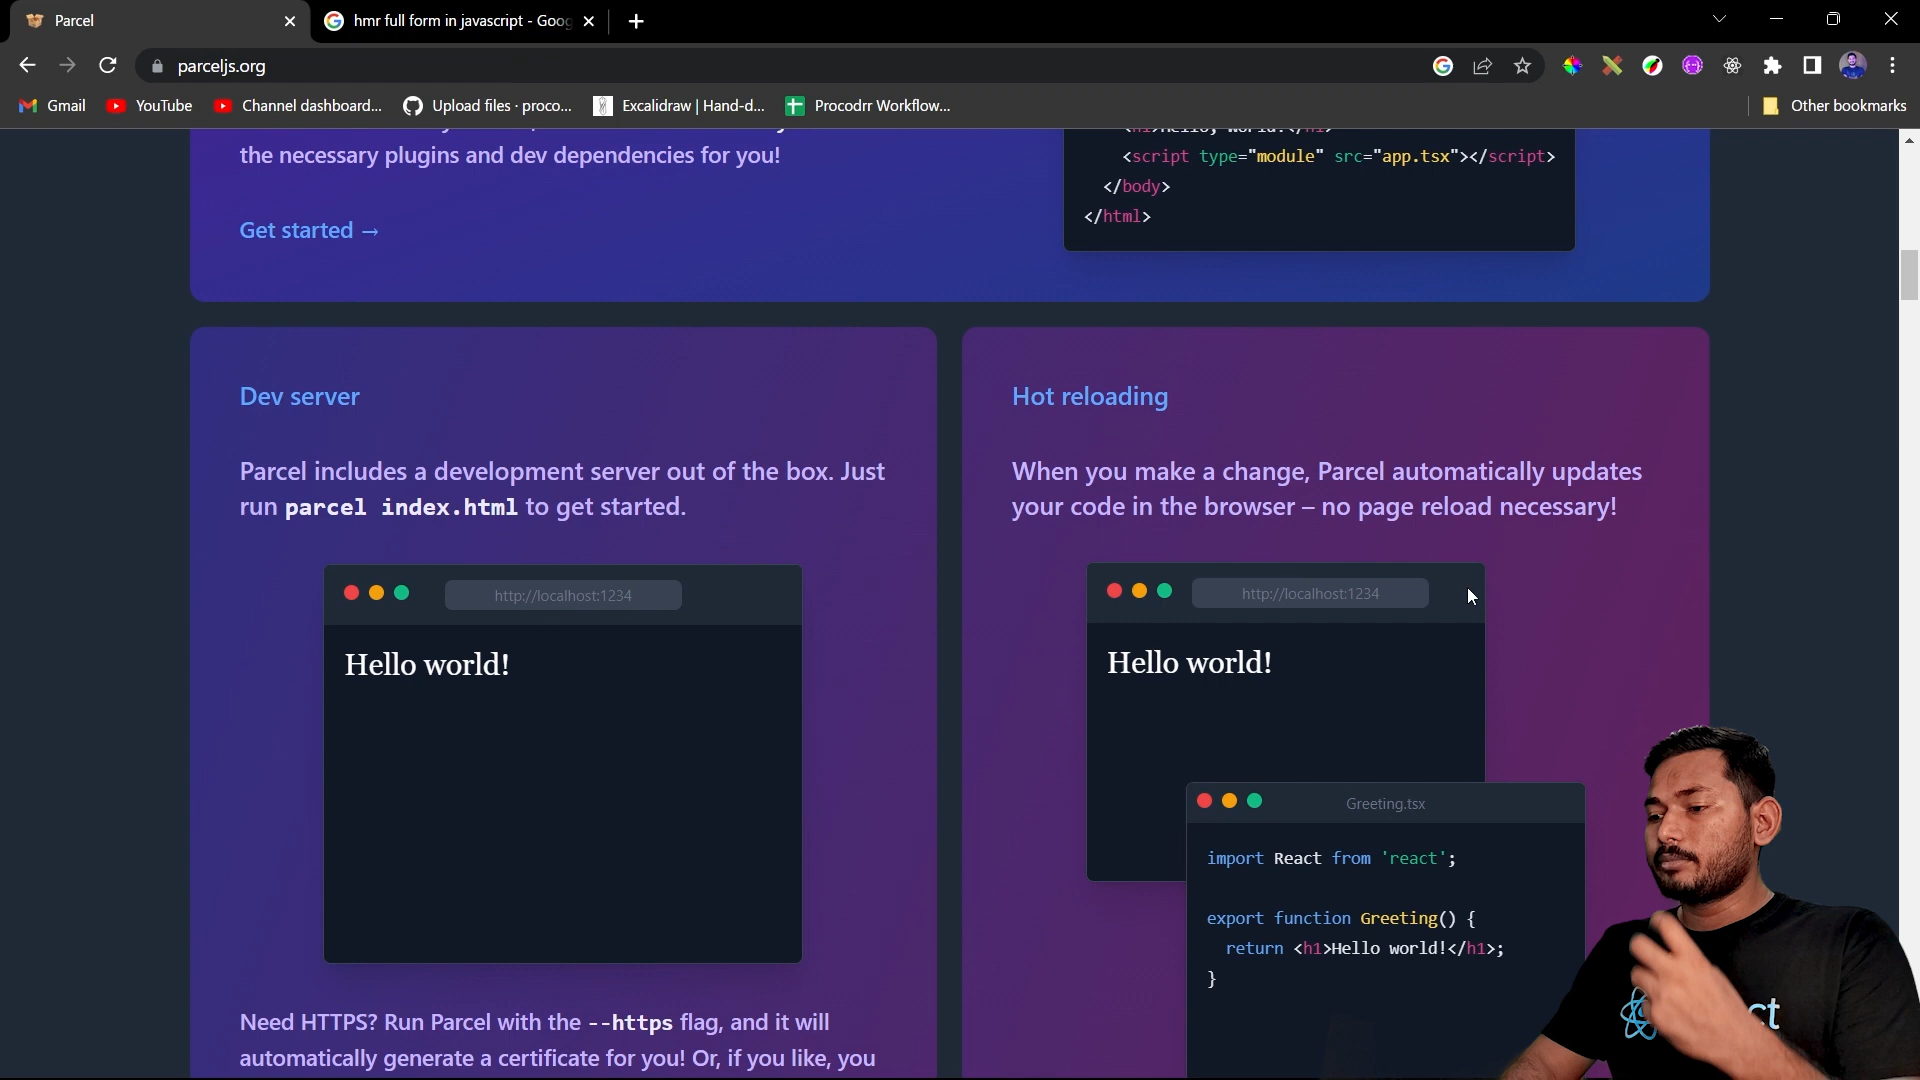 Parcel
hmr full form in javascript - Goog
parceljs.org
Gmail
YouTube
Channel dashboard...
Upload files · proco...
Excalidraw | Hand-d...
Procodrr Workflow...
Other bookmarks
the necessary plugins and dev dependencies for you!
Get started →
<h1>Hello, world!</h1>
<script type="module" src="app.tsx"></script>
</body>
</html>
Dev server
Parcel includes a development server out of the box. Just
run parcel index.html to get started.
http://localhost:1234
Hello world!
Need HTTPS? Run Parcel with the --https flag, and it will
automatically generate a certificate for you! Or, if you like, you
Hot reloading
When you make a change, Parcel automatically updates
your code in the browser – no page reload necessary!
http://localhost:1234
Hello world!
Greeting.tsx
import React from 'react';
export function Greeting() {
return <h1>Hello world!</h1>;
}
ct